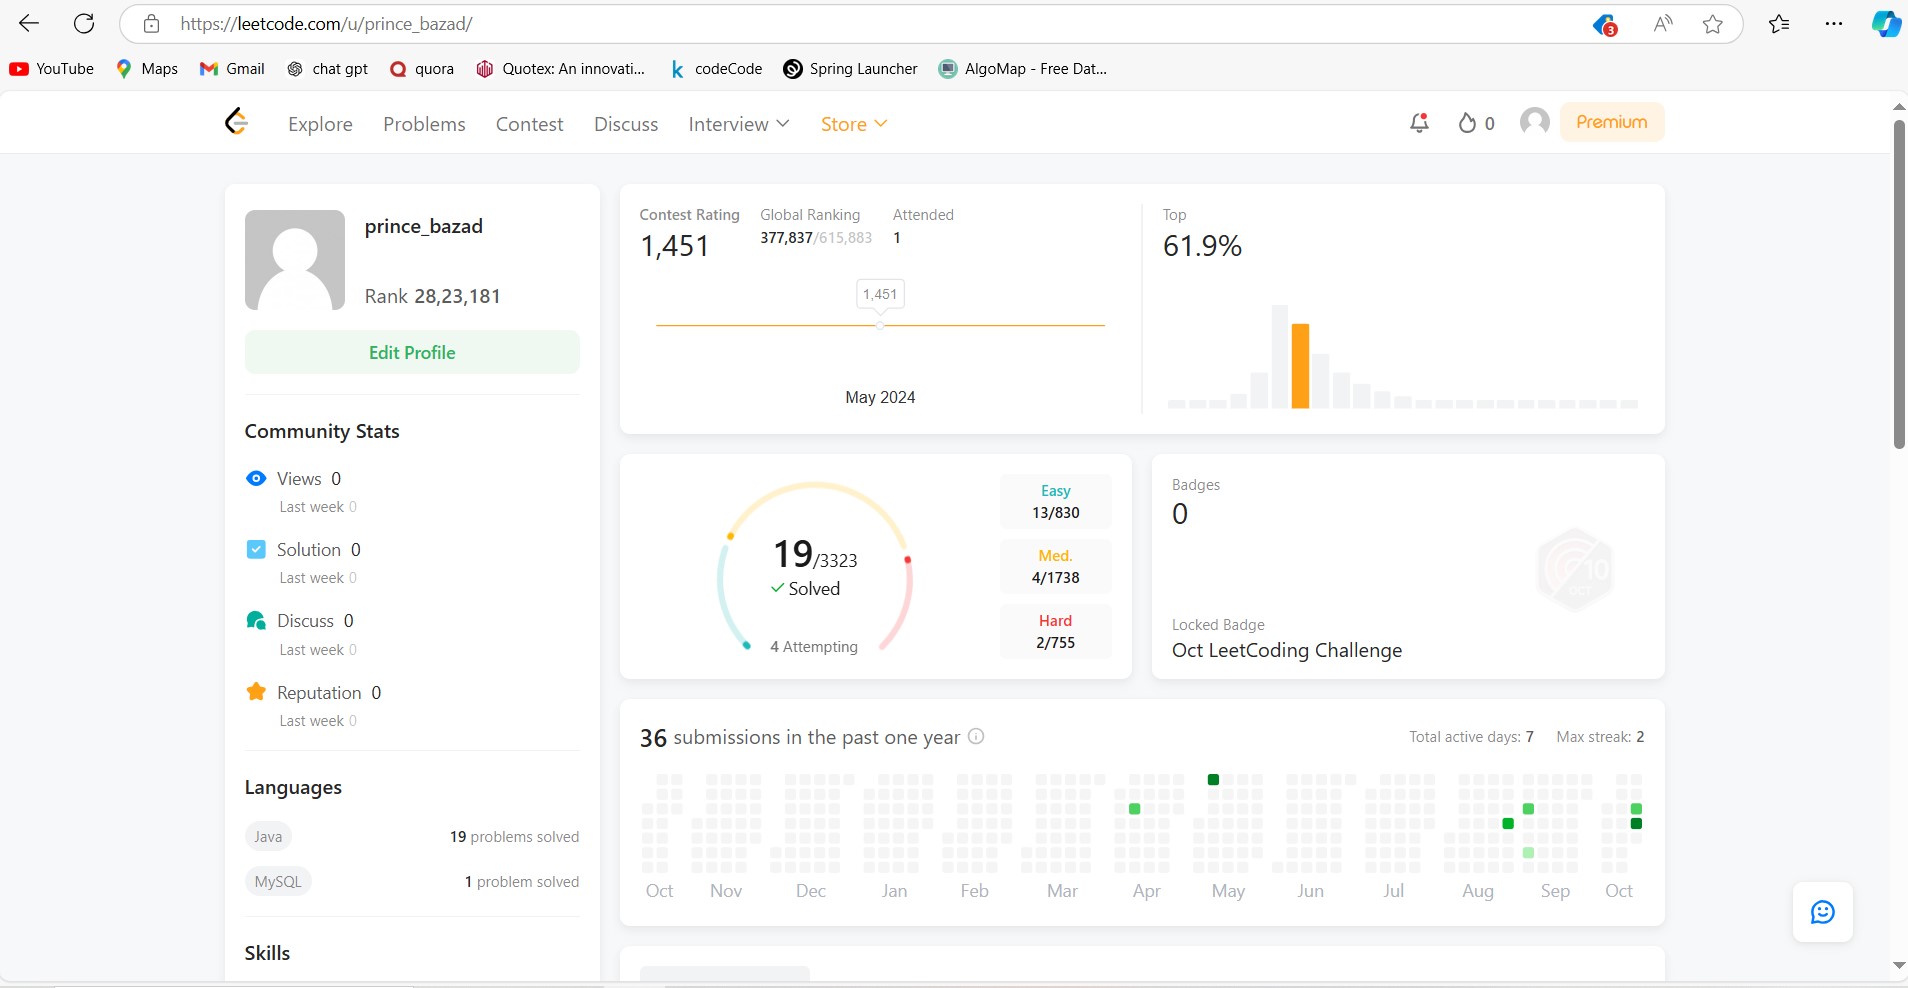 https://leetcode.com/u/prince_bazad/
3
YouTube Maps Gmail chat gpt quora Quotex: An innovati... codeCode Spring Launcher AlgoMap - Free Dat...
Explore Problems Contest Discuss Interview Store 0 Premium
prince_bazad
Rank 28,23,181
Edit Profile
Community Stats
Views 0
Last week 0
Solution 0
Last week 0
Discuss 0
Last week 0
Reputation 0
Last week 0
Languages
Java 19 problems solved
MySQL 1 problem solved
Skills
Contest Rating Global Ranking Attended
1,451 377,837/615,883 1
1,451
May 2024
Top
61.9%
19/3323
Solved
4 Attempting
Easy
13/830
Med.
4/1738
Hard
2/755
Badges
0
10
OCT
Locked Badge
Oct LeetCoding Challenge
36 submissions in the past one year Total active days: 7 Max streak: 2
Oct Nov Dec Jan Feb Mar Apr May Jun Jul Aug Sep Oct